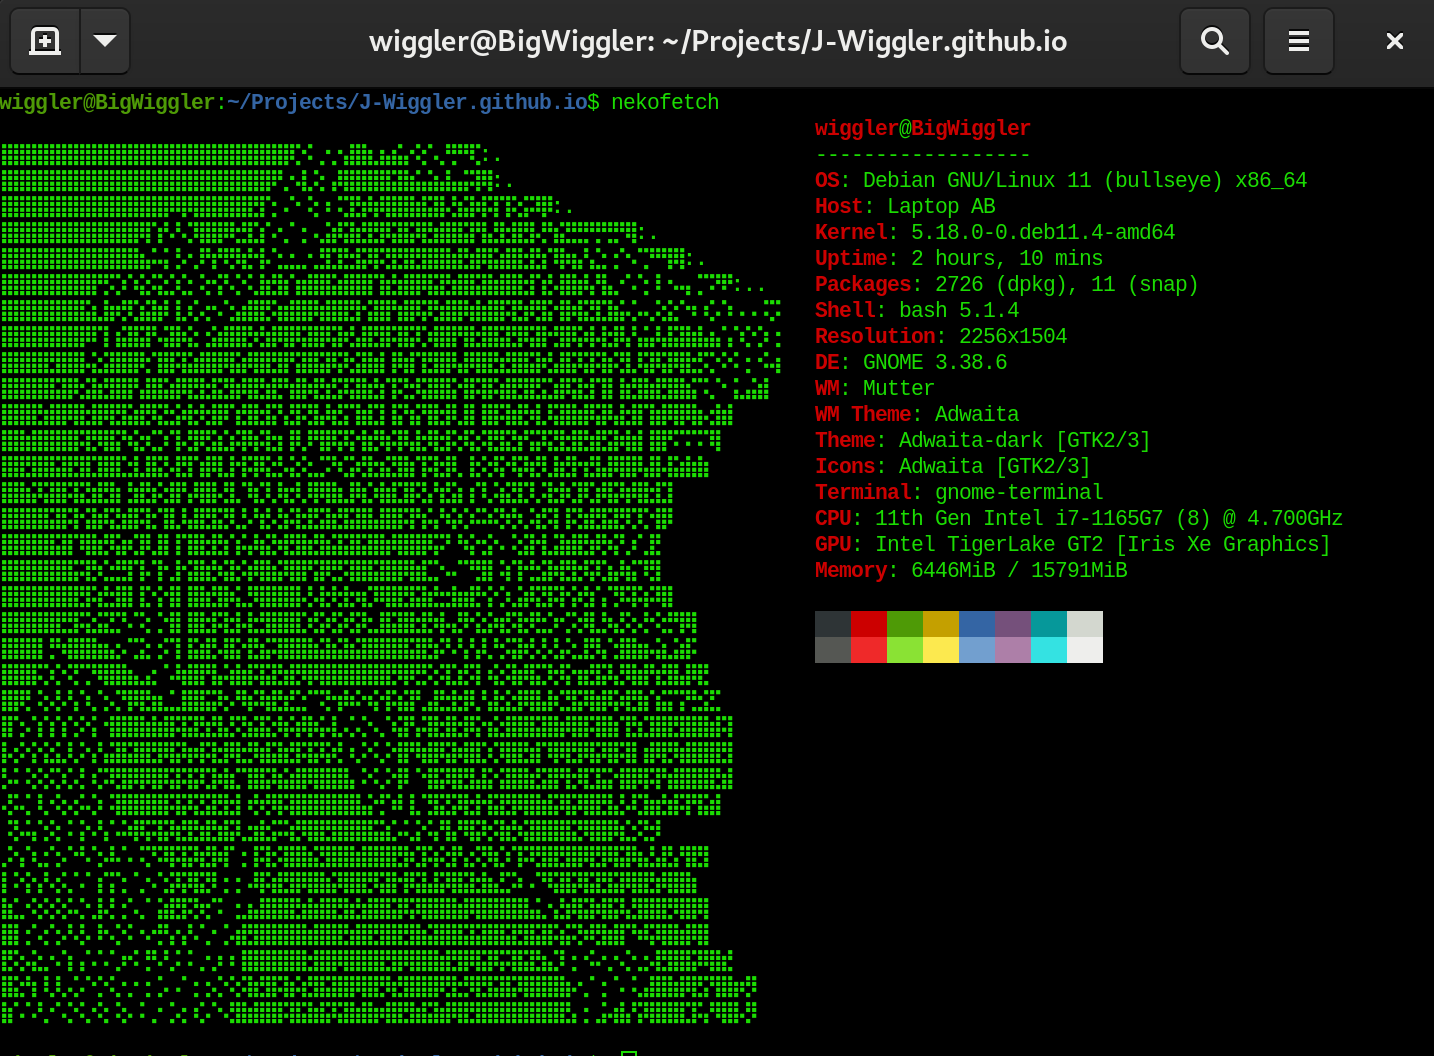 wiggler@BigWiggler: ~/Projects/J-Wiggler.github.io
wiggler@BigWiggler:~/Projects/J-Wiggler.github.io$ nekofetch
wiggler@BigWiggler
------------------
OS: Debian GNU/Linux 11 (bullseye) x86_64
Host: Laptop AB
Kernel: 5.18.0-0.deb11.4-amd64
Uptime: 2 hours, 10 mins
Packages: 2726 (dpkg), 11 (snap)
Shell: bash 5.1.4
Resolution: 2256x1504
DE: GNOME 3.38.6
WM: Mutter
WM Theme: Adwaita
Theme: Adwaita-dark [GTK2/3]
Icons: Adwaita [GTK2/3]
Terminal: gnome-terminal
CPU: 11th Gen Intel i7-1165G7 (8) @ 4.700GHz
GPU: Intel TigerLake GT2 [Iris Xe Graphics]
Memory: 6446MiB / 15791MiB